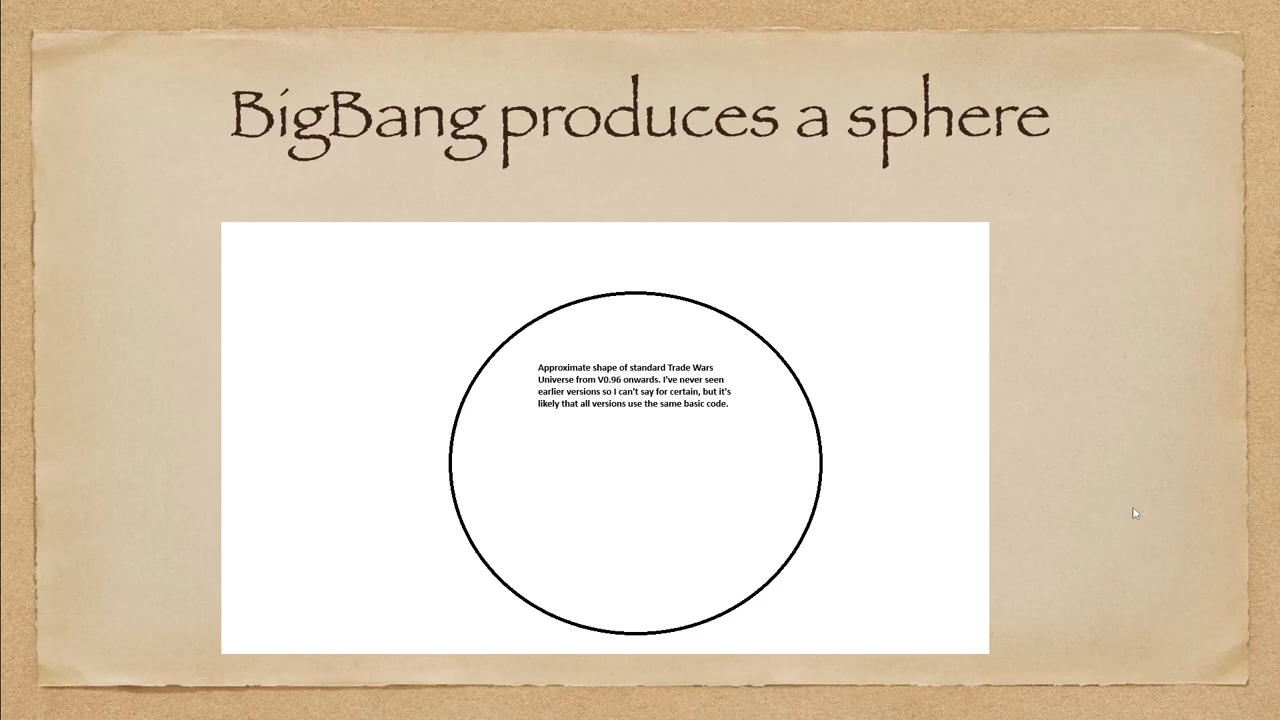 BigBang produces a sphere
Approximate shape of standard Trade Wars
Universe from V0.96 onwards. I've never seen
earlier versions so I can't say for certain, but it's
likely that all versions use the same basic code.